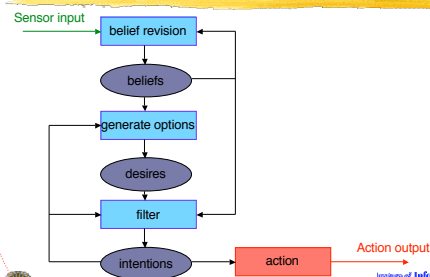 Sensor input
belief revision
beliefs
generate options
desires
filter
intentions
action
Action output